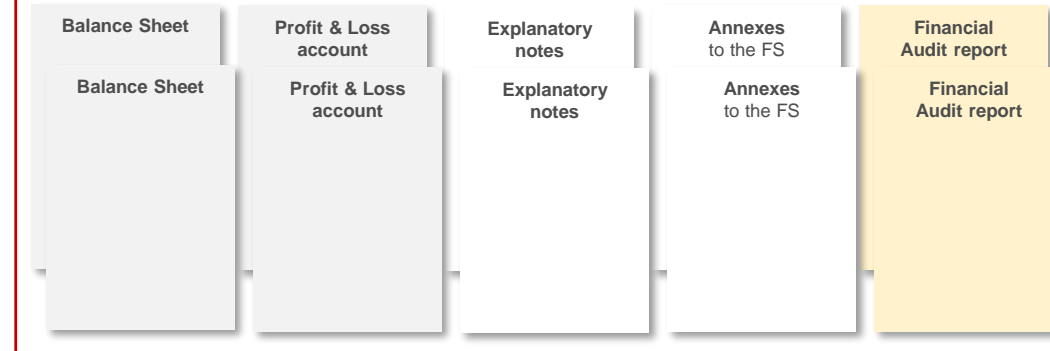 Balance Sheet
Profit & Loss
account
Explanatory
notes
Annexes
to the FS
Financial
Audit report
Balance Sheet
Profit & Loss
account
Explanatory
notes
Annexes
to the FS
Financial
Audit report